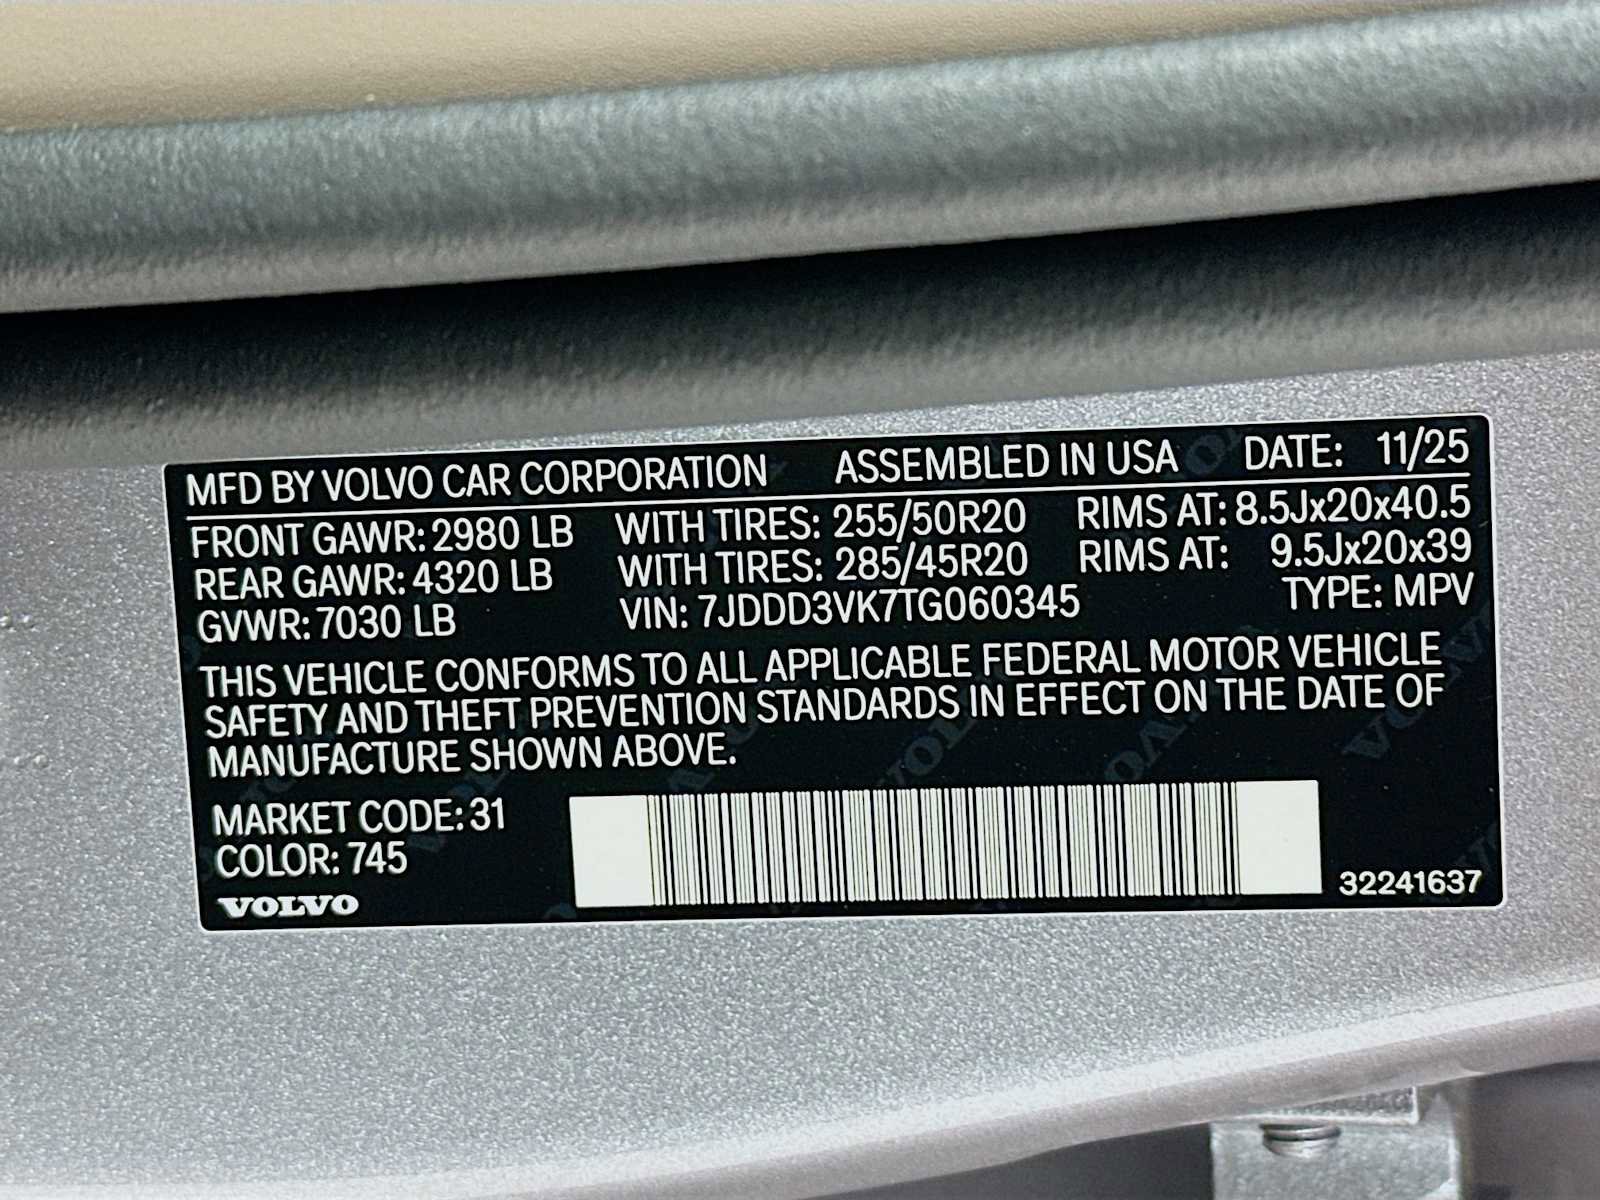 MFD BY VOLVO CAR CORPORATION ASSEMBLED IN USA DATE: 11/25
FRONT GAWR: 2980 LB WITH TIRES: 255/50R20 RIMS AT: 8.5Jx20x40.5
REAR GAWR: 4320 LB WITH TIRES: 285/45R20 RIMS AT: 9.5Jx20x39
GVWR: 7030 LB VIN: 7JDDD3VK7TG060345 TYPE: MPV
THIS VEHICLE CONFORMS TO ALL APPLICABLE FEDERAL MOTOR VEHICLE
SAFETY AND THEFT PREVENTION STANDARDS IN EFFECT ON THE DATE OF
MANUFACTURE SHOWN ABOVE.
MARKET CODE: 31
COLOR: 745
VOLVO
32241637